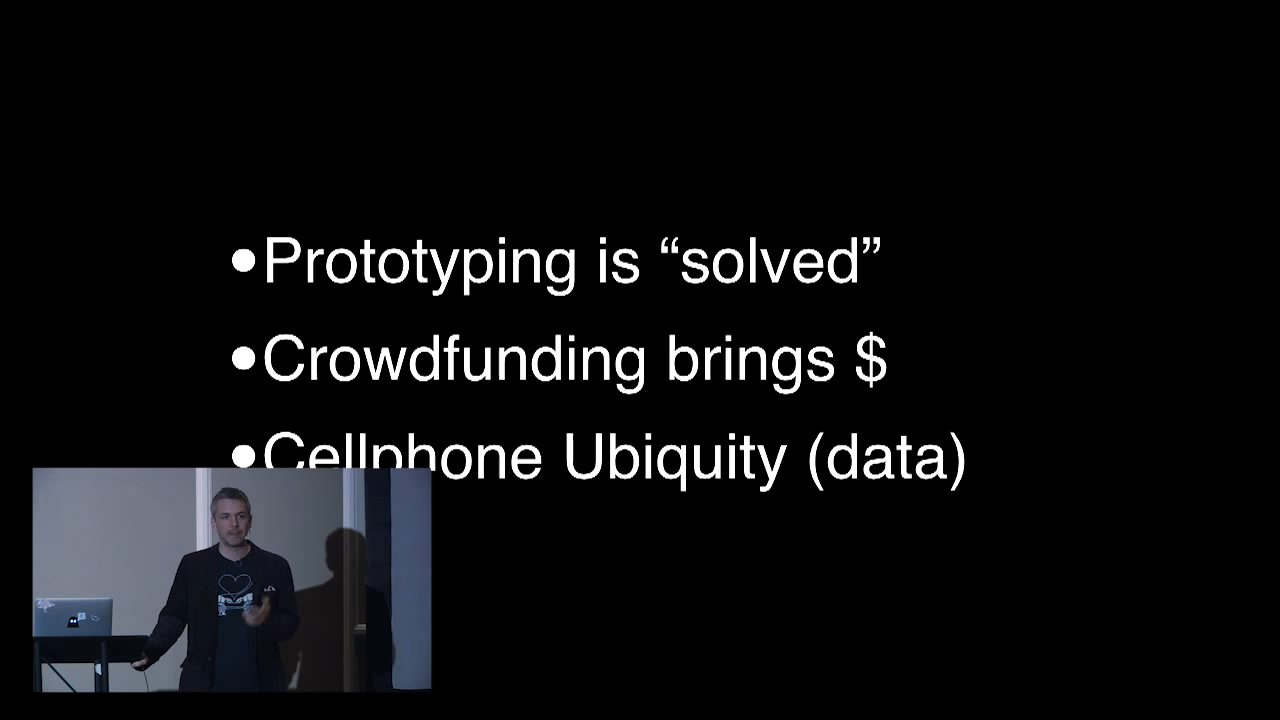 •Prototyping is “solved”
•Crowdfunding brings $
•Cellphone Ubiquity (data)